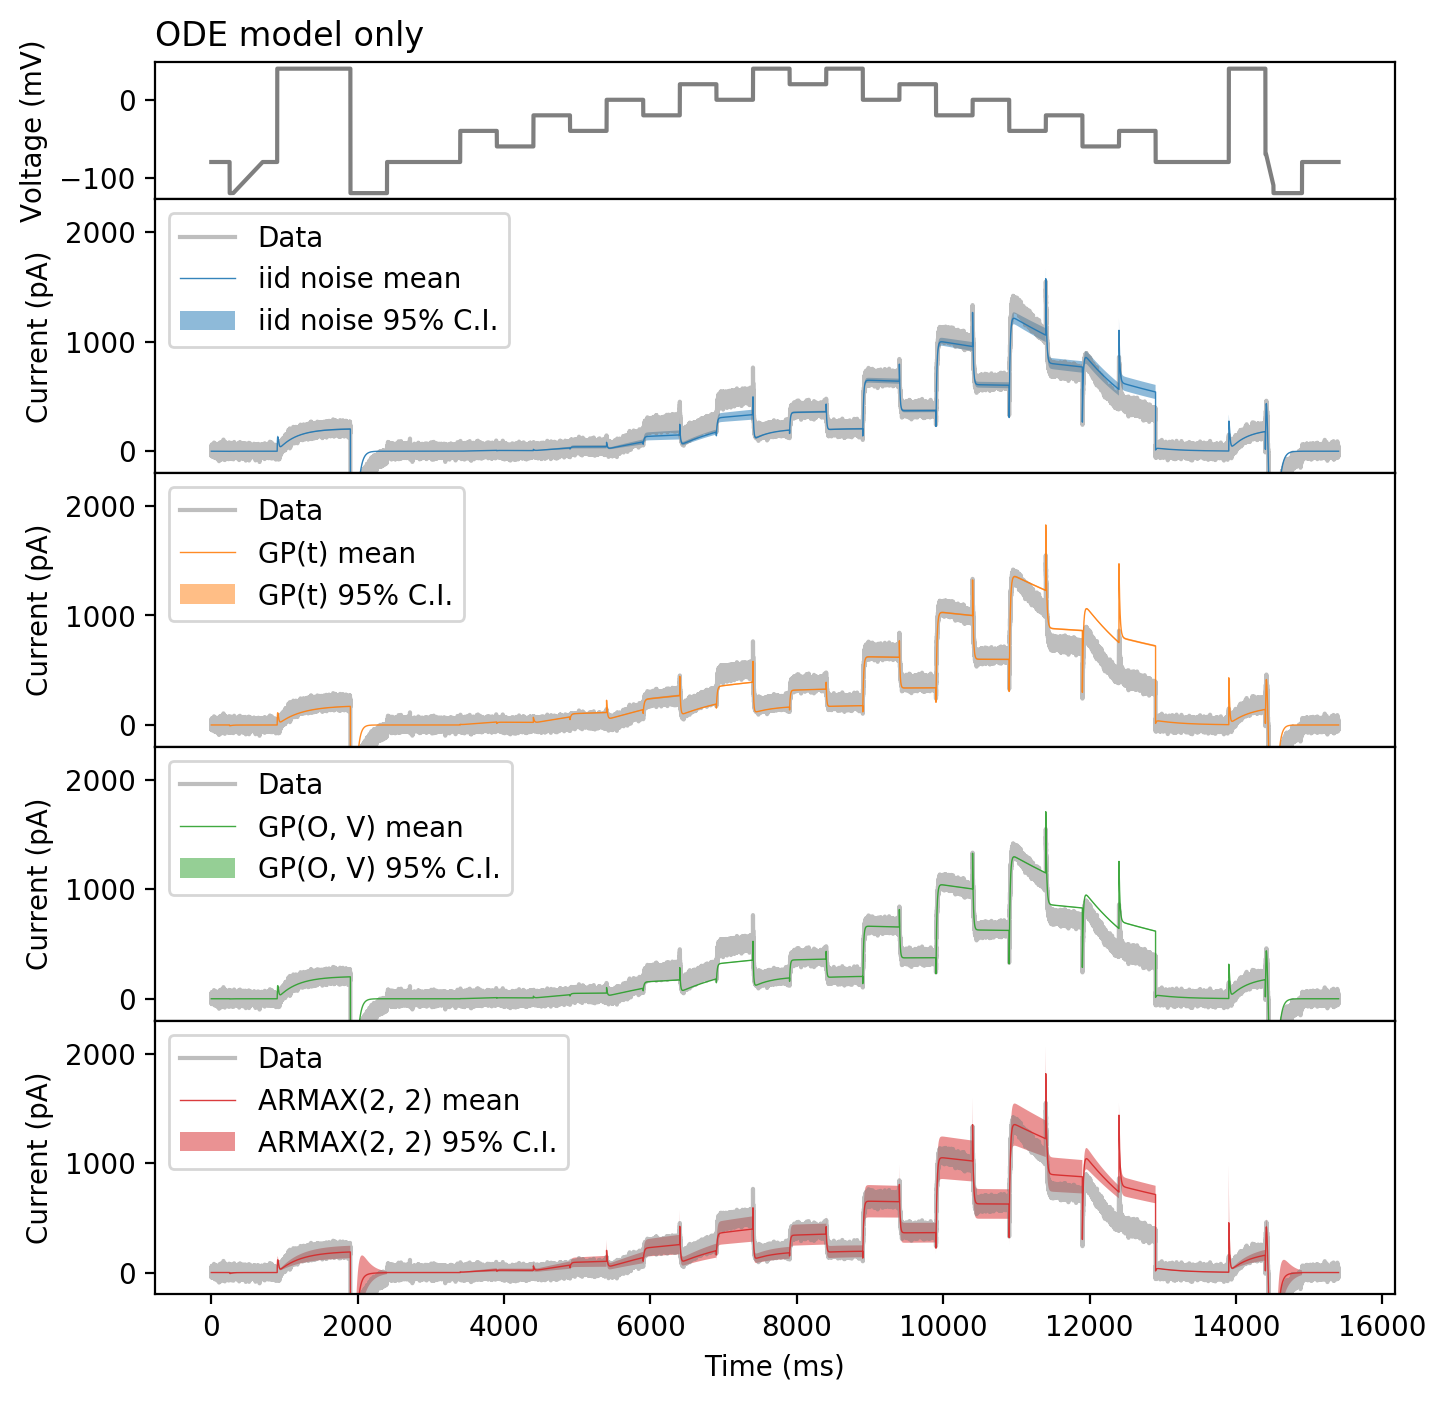 ODE model only
Voltage (mV)
0
−100
Current (pA)
2000
1000
0
Data
iid noise mean
iid noise 95% C.I.
Current (pA)
2000
1000
0
Data
GP(t) mean
GP(t) 95% C.I.
Current (pA)
2000
1000
0
Data
GP(O, V) mean
GP(O, V) 95% C.I.
Current (pA)
2000
1000
0
Data
ARMAX(2, 2) mean
ARMAX(2, 2) 95% C.I.
0 2000 4000 6000 8000 10000 12000 14000 16000
Time (ms)